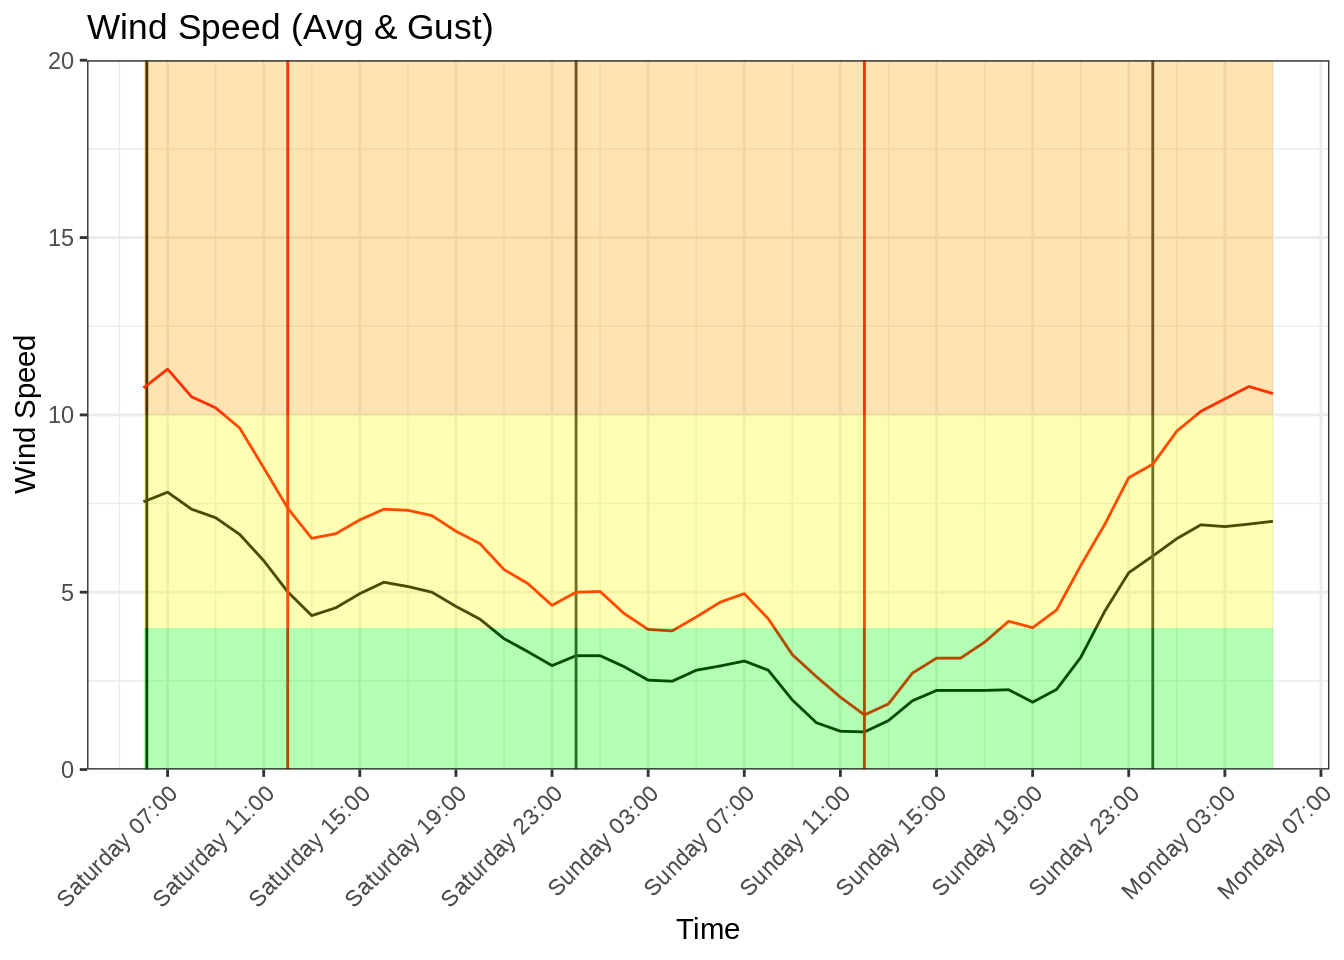 Wind Speed (Avg & Gust)
20
15
10
5
0
Wind Speed
Saturday 07:00
Saturday 11:00
Saturday 15:00
Saturday 19:00
Saturday 23:00
Sunday 03:00
Sunday 07:00
Sunday 11:00
Sunday 15:00
Sunday 19:00
Sunday 23:00
Monday 03:00
Monday 07:00
Time